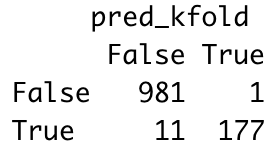 pred_kfold
False True
False 981 1
True 11 177